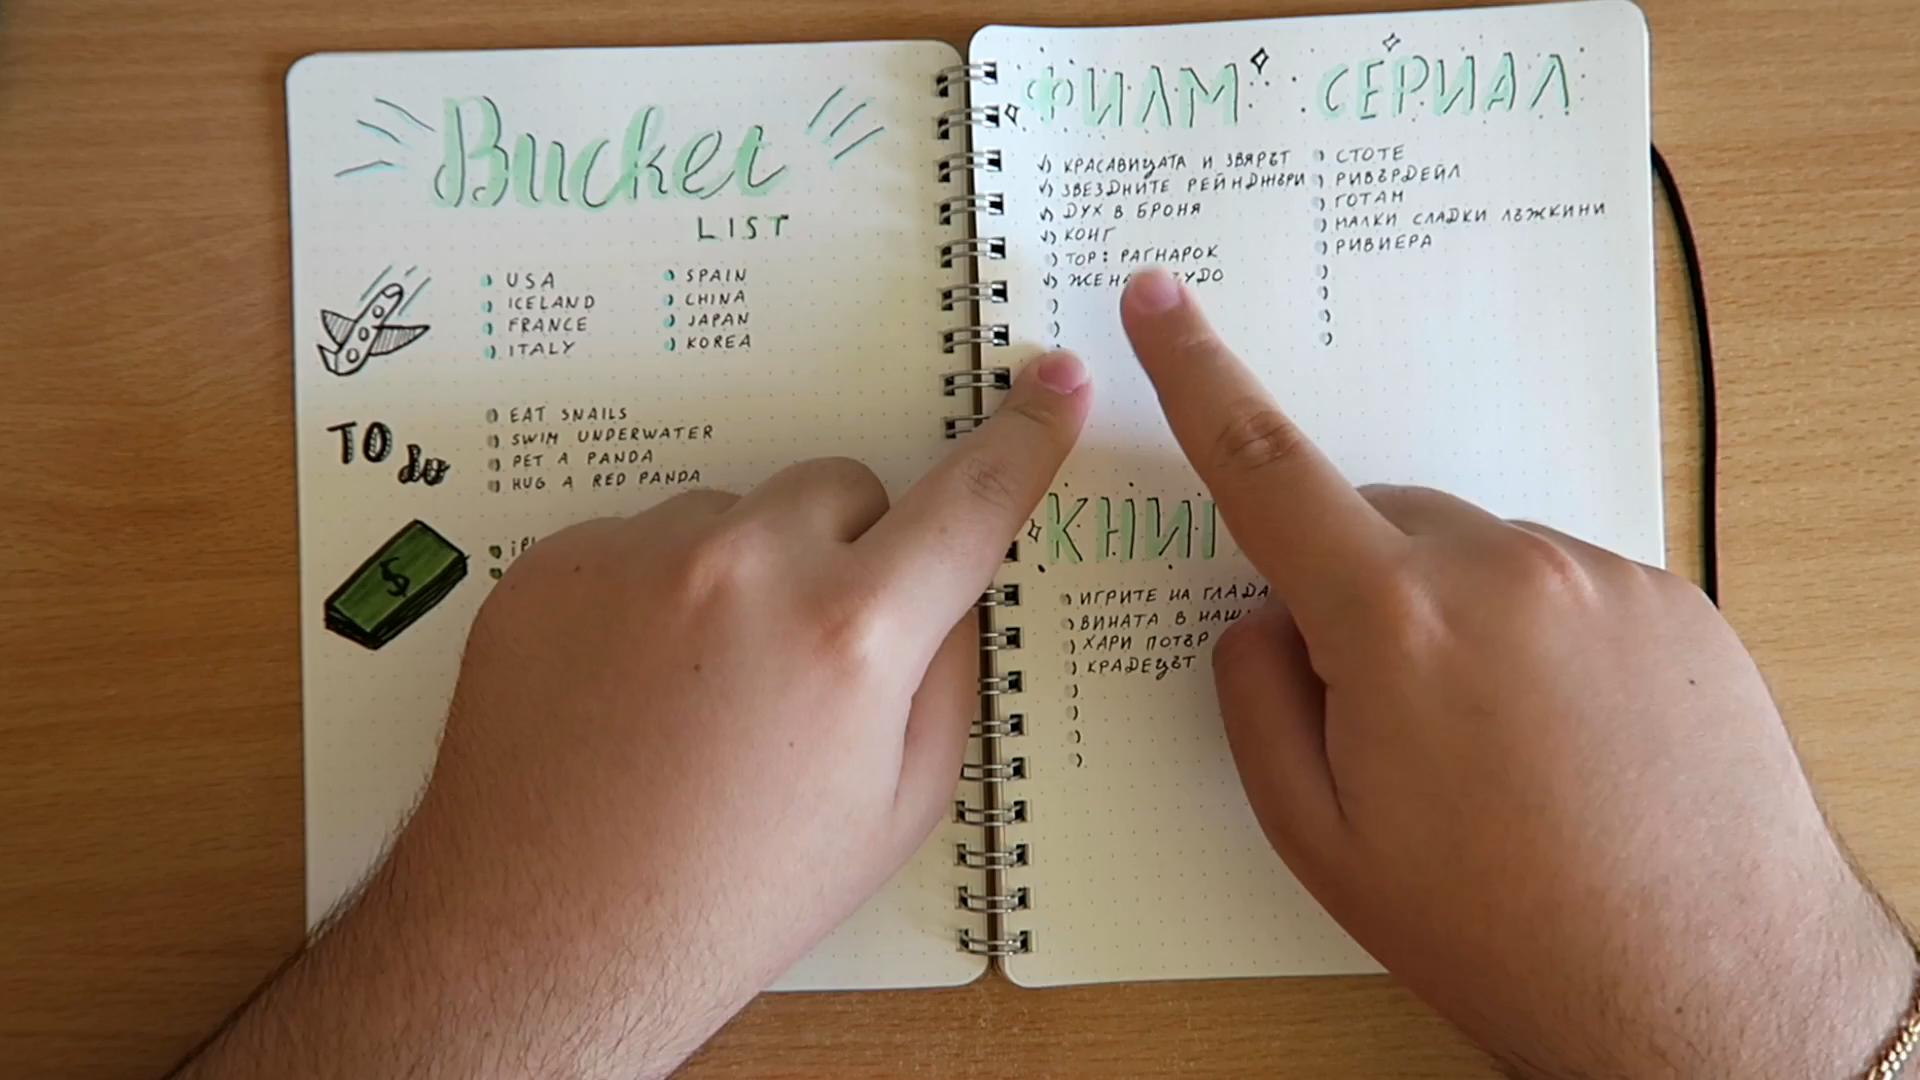 Bucket
LIST
USA
ICELAND
FRANCE
ITALY
SPAIN
CHINA
JAPAN
KOREA
TO do
EAT SNAILS
SWIM UNDERWATER
PET A PANDA
HUG A RED PANDA
$
ФИЛМ
КРАСАВИЦАТА И ЗВЯРЪТ
ЗВЕЗДНИТЕ РЕЙНДЖЪРИ
ДУХ В БРОНЯ
КОНГ
ТОР: РАГНАРОК
СЕРИАЛ
СТОТЕ
РИВЪРДЕЙЛ
ГОТАМ
МАЛКИ СЛАДКИ ЛЪЖКИНИ
РИВИЕРА
ИГРИТЕ НА ГЛАДА
ВИНАТА В
ХАРИ ПОТЪР
КРАДЕЦЪТ